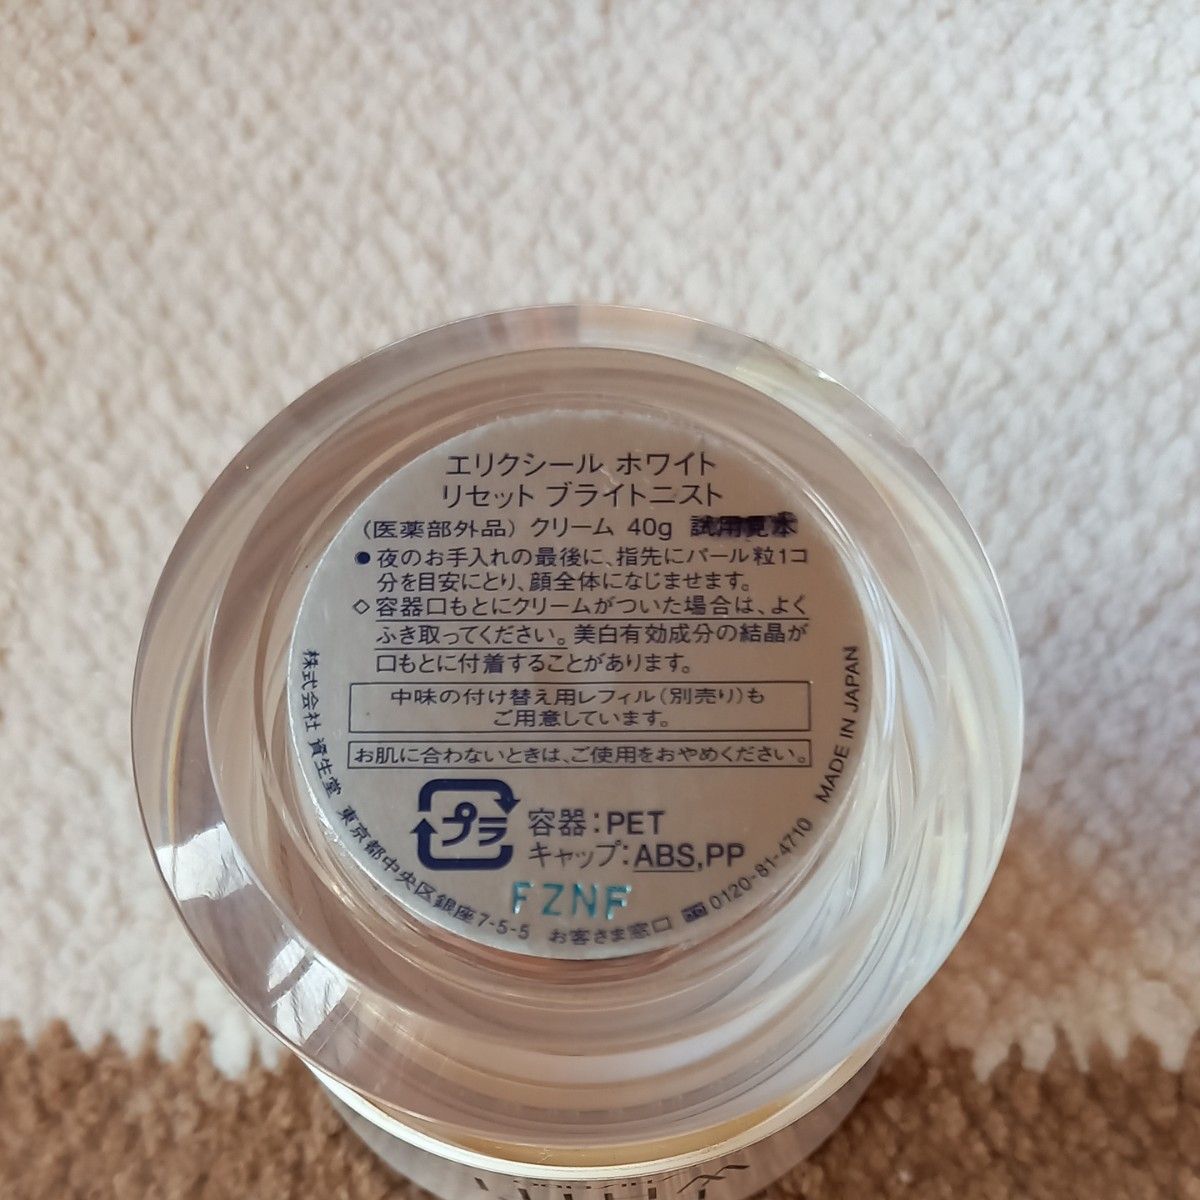 エリクシール ホワイト
リセット ブライトニスト
(医薬部外品) クリーム 40g 試用見本
● 夜のお手入れの最後に、指先にパール粒1コ
分を目安にとり、顔全体になじませます。
◇ 容器口もとにクリームがついた場合は、よく
ふき取ってください。美白有効成分の結晶が
口もとに付着することがあります。
中味の付け替え用レフィル(別売り)も
ご用意しています。
お肌に合わないときは、ご使用をおやめください。
プラ
容器:PET
キャップ:ABS,PP
FZNF
株式会社 資生堂 東京都中央区銀座7-5-5 お客さま窓口 0120-81-4710
MADE IN JAPAN